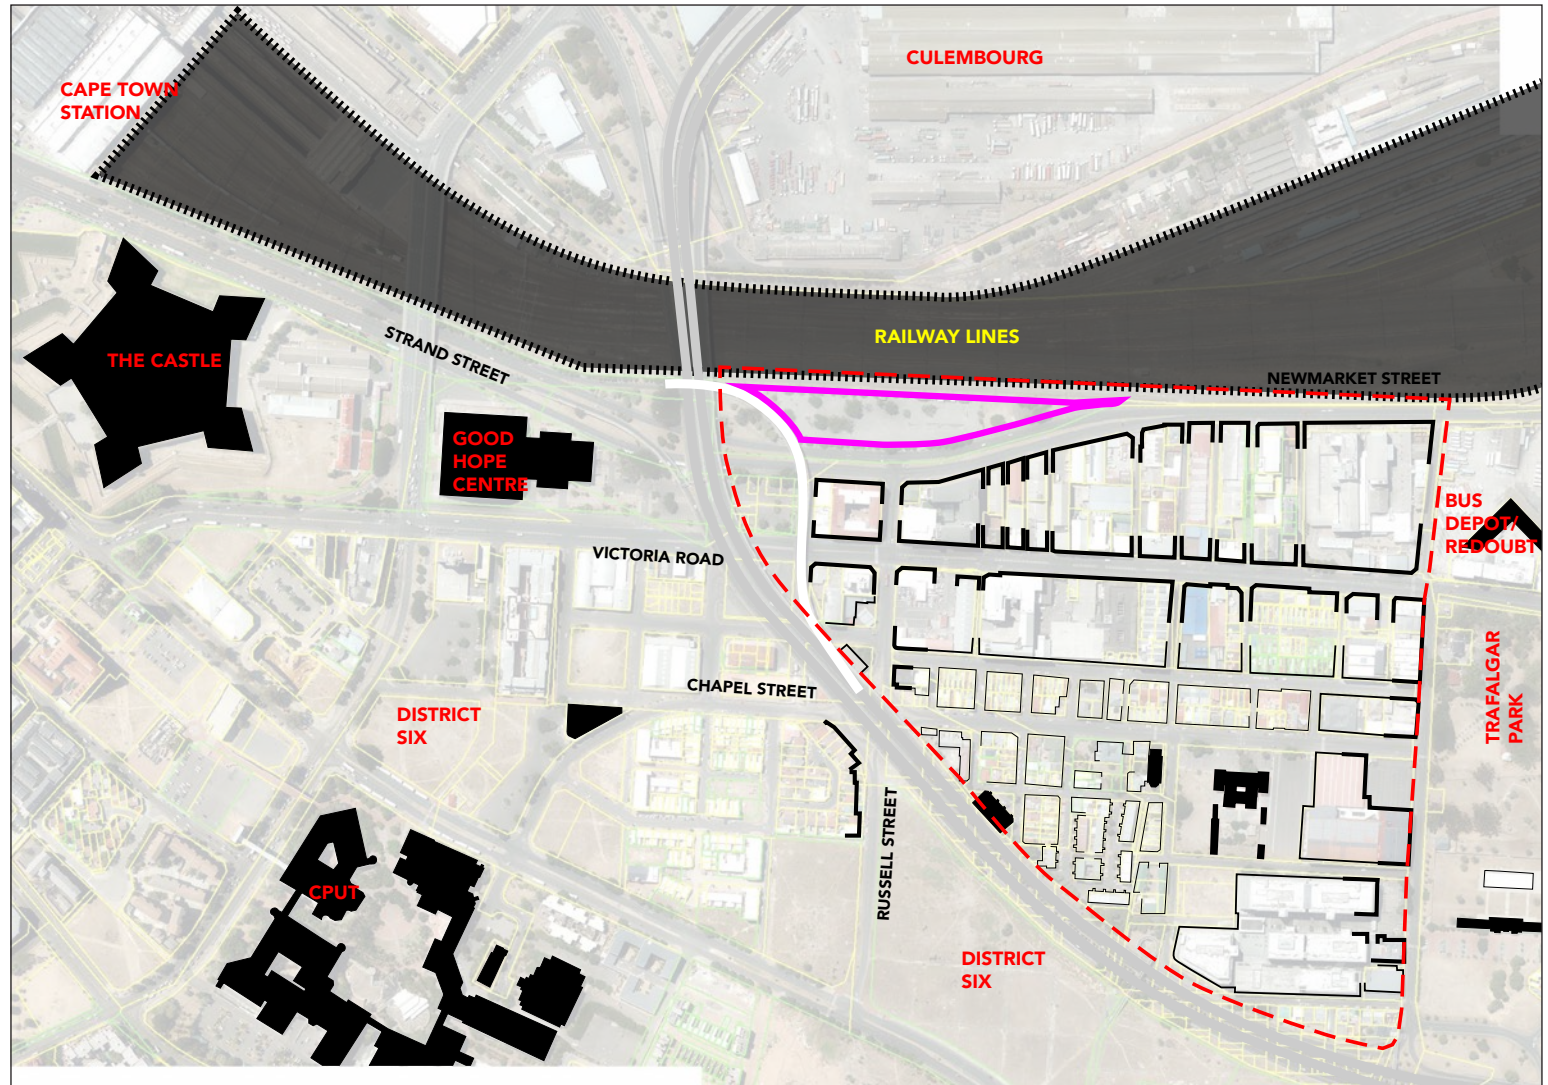 CULEMBOURG
CAPE TOWN
STATION
RAILWAY LINES
STRAND STREET
THE CASTLE
NEWMARKET STREET
GOOD
HOPE
CENTRE
BUS
DEPOT/
REDOUBT
VICTORIA ROAD
TRAFALGAR
PARK
CHAPEL STREET
DISTRICT
SIX
RUSSELL STREET
CPUT
DISTRICT
SIX